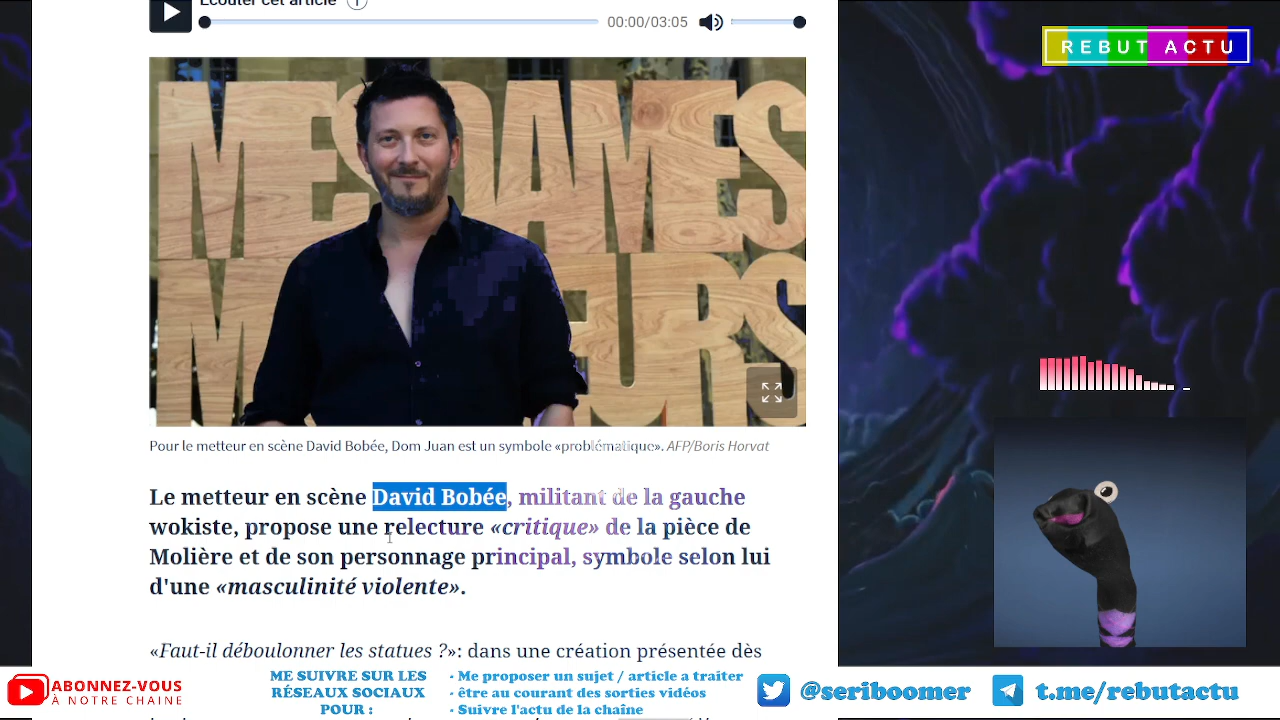 Ecouter cet article i
00:00/03:05
REBUT ACTU
MESDAMES
M EURS
Pour le metteur en scène David Bobée, Dom Juan est un symbole «problématique». AFP/Boris Horvat
Le metteur en scène David Bobée, militant de la gauche
wokiste, propose une relecture «critique» de la pièce de
Molière et de son personnage principal, symbole selon lui
d'une «masculinité violente».
«Faut-il déboulonner les statues ?»: dans une création présentée dès
ABONNEZ-VOUS
À NOTRE CHAINE
ME SUIVRE SUR LES
RÉSEAUX SOCIAUX
POUR :
- Me proposer un sujet / article a traiter
- être au courant des sorties vidéos
- Suivre l'actu de la chaîne
@seriboomer
t.me/rebutactu